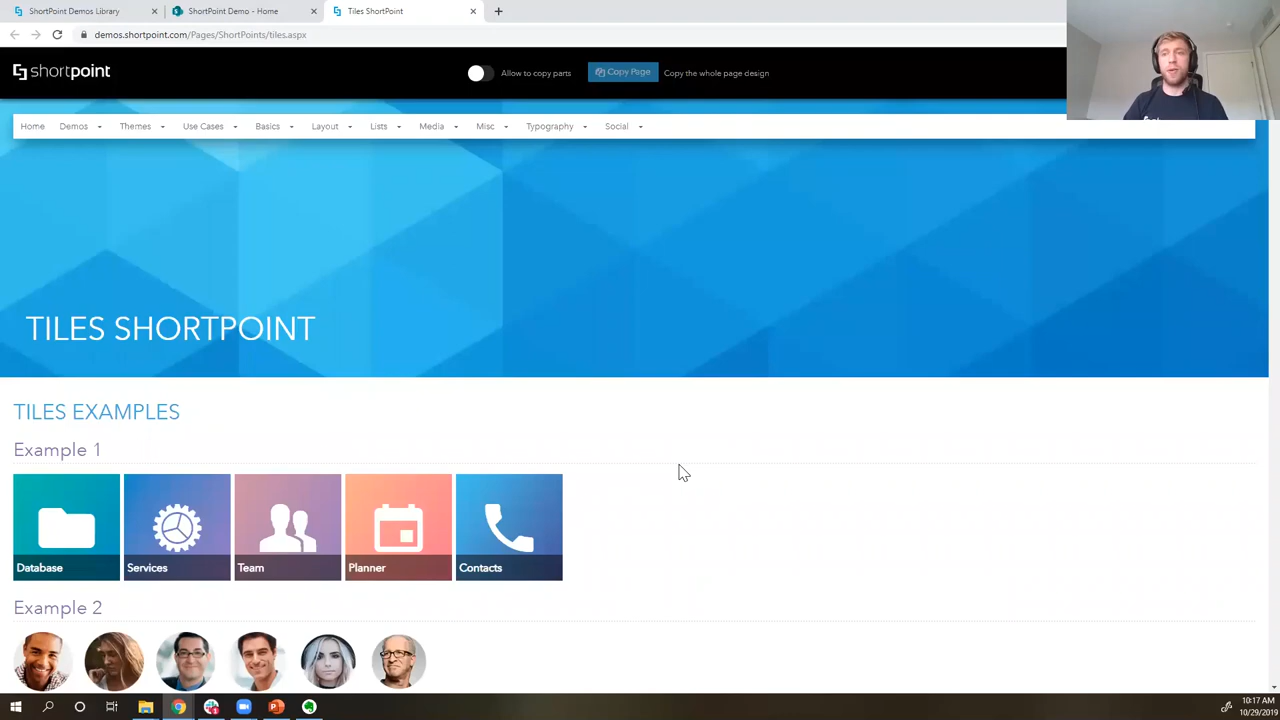 ShortPoint Demos Library
ShortPoint Demo - Home
Tiles ShortPoint
demos.shortpoint.com/Pages/ShortPoints/tiles.aspx
shortpoint
Allow to copy parts
Copy Page
Copy the whole page design
Home Demos Themes Use Cases Basics Layout Lists Media Misc Typography Social
TILES SHORTPOINT
TILES EXAMPLES
Example 1
Database Services Team Planner Contacts
Example 2
10:17 AM
10/29/2019